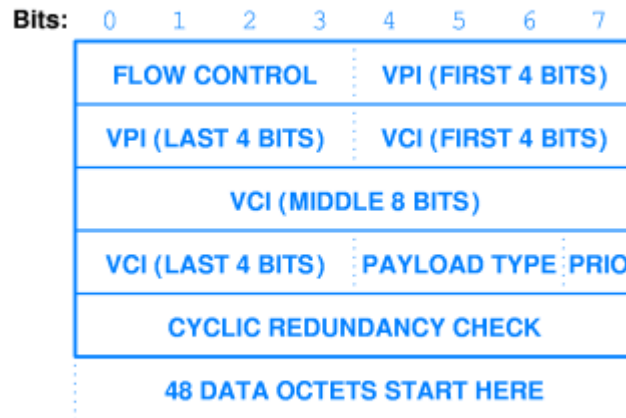 Bits: 0 1 2 3 4 5 6 7
FLOW CONTROL VPI (FIRST 4 BITS)
VPI (LAST 4 BITS) VCI (FIRST 4 BITS)
VCI (MIDDLE 8 BITS)
VCI (LAST 4 BITS) PAYLOAD TYPE PRIO
CYCLIC REDUNDANCY CHECK
48 DATA OCTETS START HERE